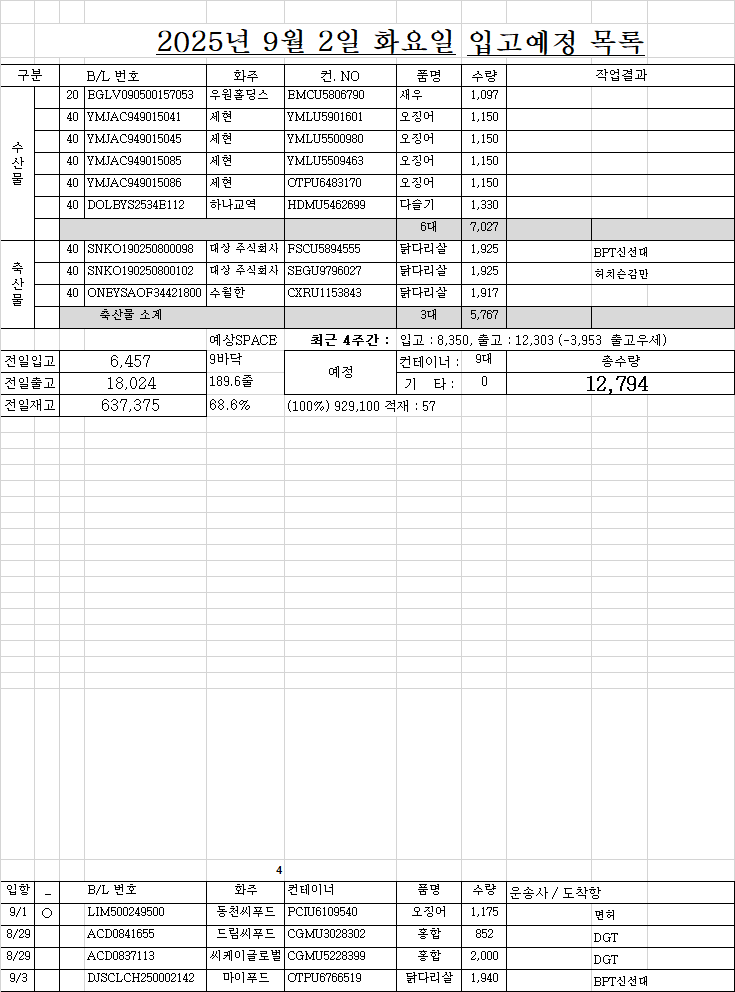 2025년 9월 2일 화요일 입고예정 목록
구분 B/L 번호 화주 컨. NO 품명 수량 작업결과
수산물
20 EGLV090500157053 우원홀딩스 EMCU5806790 새우 1,097
40 YMJAC949015041 세현 YMLU5901601 오징어 1,150
40 YMJAC949015045 세현 YMLU5500980 오징어 1,150
40 YMJAC949015085 세현 YMLU5509463 오징어 1,150
40 YMJAC949015086 세현 OTPU6483170 오징어 1,150
40 DOLBYS2534E112 하나교역 HDMU5462699 다슬기 1,330
6대 7,027
축산물
40 SNKO190250800098 대상 주식회사 FSCU5894555 닭다리살 1,925 BPT신선대
40 SNKO190250800102 대상 주식회사 SEGU9796027 닭다리살 1,925 허치슨감만
40 ONEYSAOF34421800 수월한 CXRU1153843 닭다리살 1,917
축산물 소계 3대 5,767
예상SPACE 최근 4주간 : 입고 : 8,350, 출고 : 12,303 (-3,953 출고우세)
전일입고 6,457 9바닥 예정 컨테이너 : 9대 총수량
전일출고 18,024 189.6줄 기 타 : 0 12,794
전일재고 637,375 68.6% (100%) 929,100 적재 : 57
4
입항 _ B/L 번호 화주 컨테이너 품명 수량 운송사 / 도착항
9/1 ○ LIM500249500 동천씨푸드 PCIU6109540 오징어 1,175 면허
8/29 ACD0841655 드림씨푸드 CGMU3028302 홍합 852 DGT
8/29 ACD0837113 씨케이글로벌 CGMU5228399 홍합 2,000 DGT
9/3 DJSCLCH250002142 마이푸드 OTPU6766519 닭다리살 1,940 BPT신선대